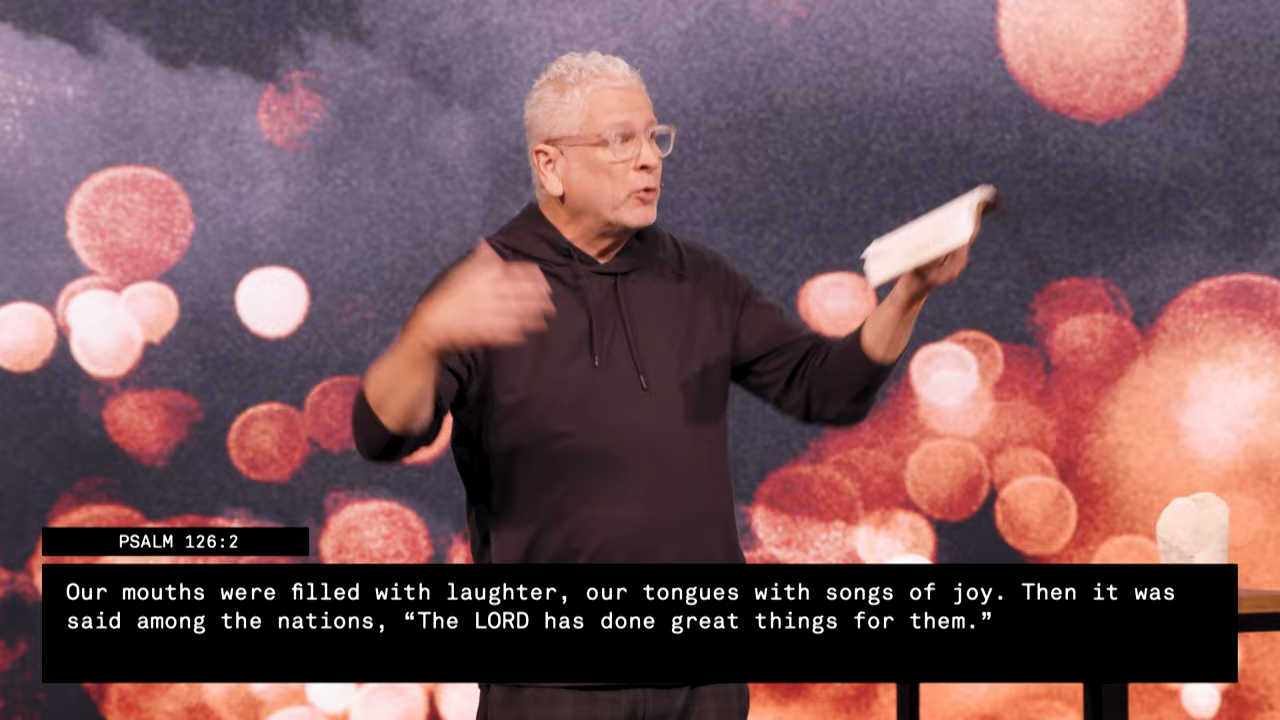 PSALM 126:2
Our mouths were filled with laughter, our tongues with songs of joy. Then it was
said among the nations, “The LORD has done great things for them.”